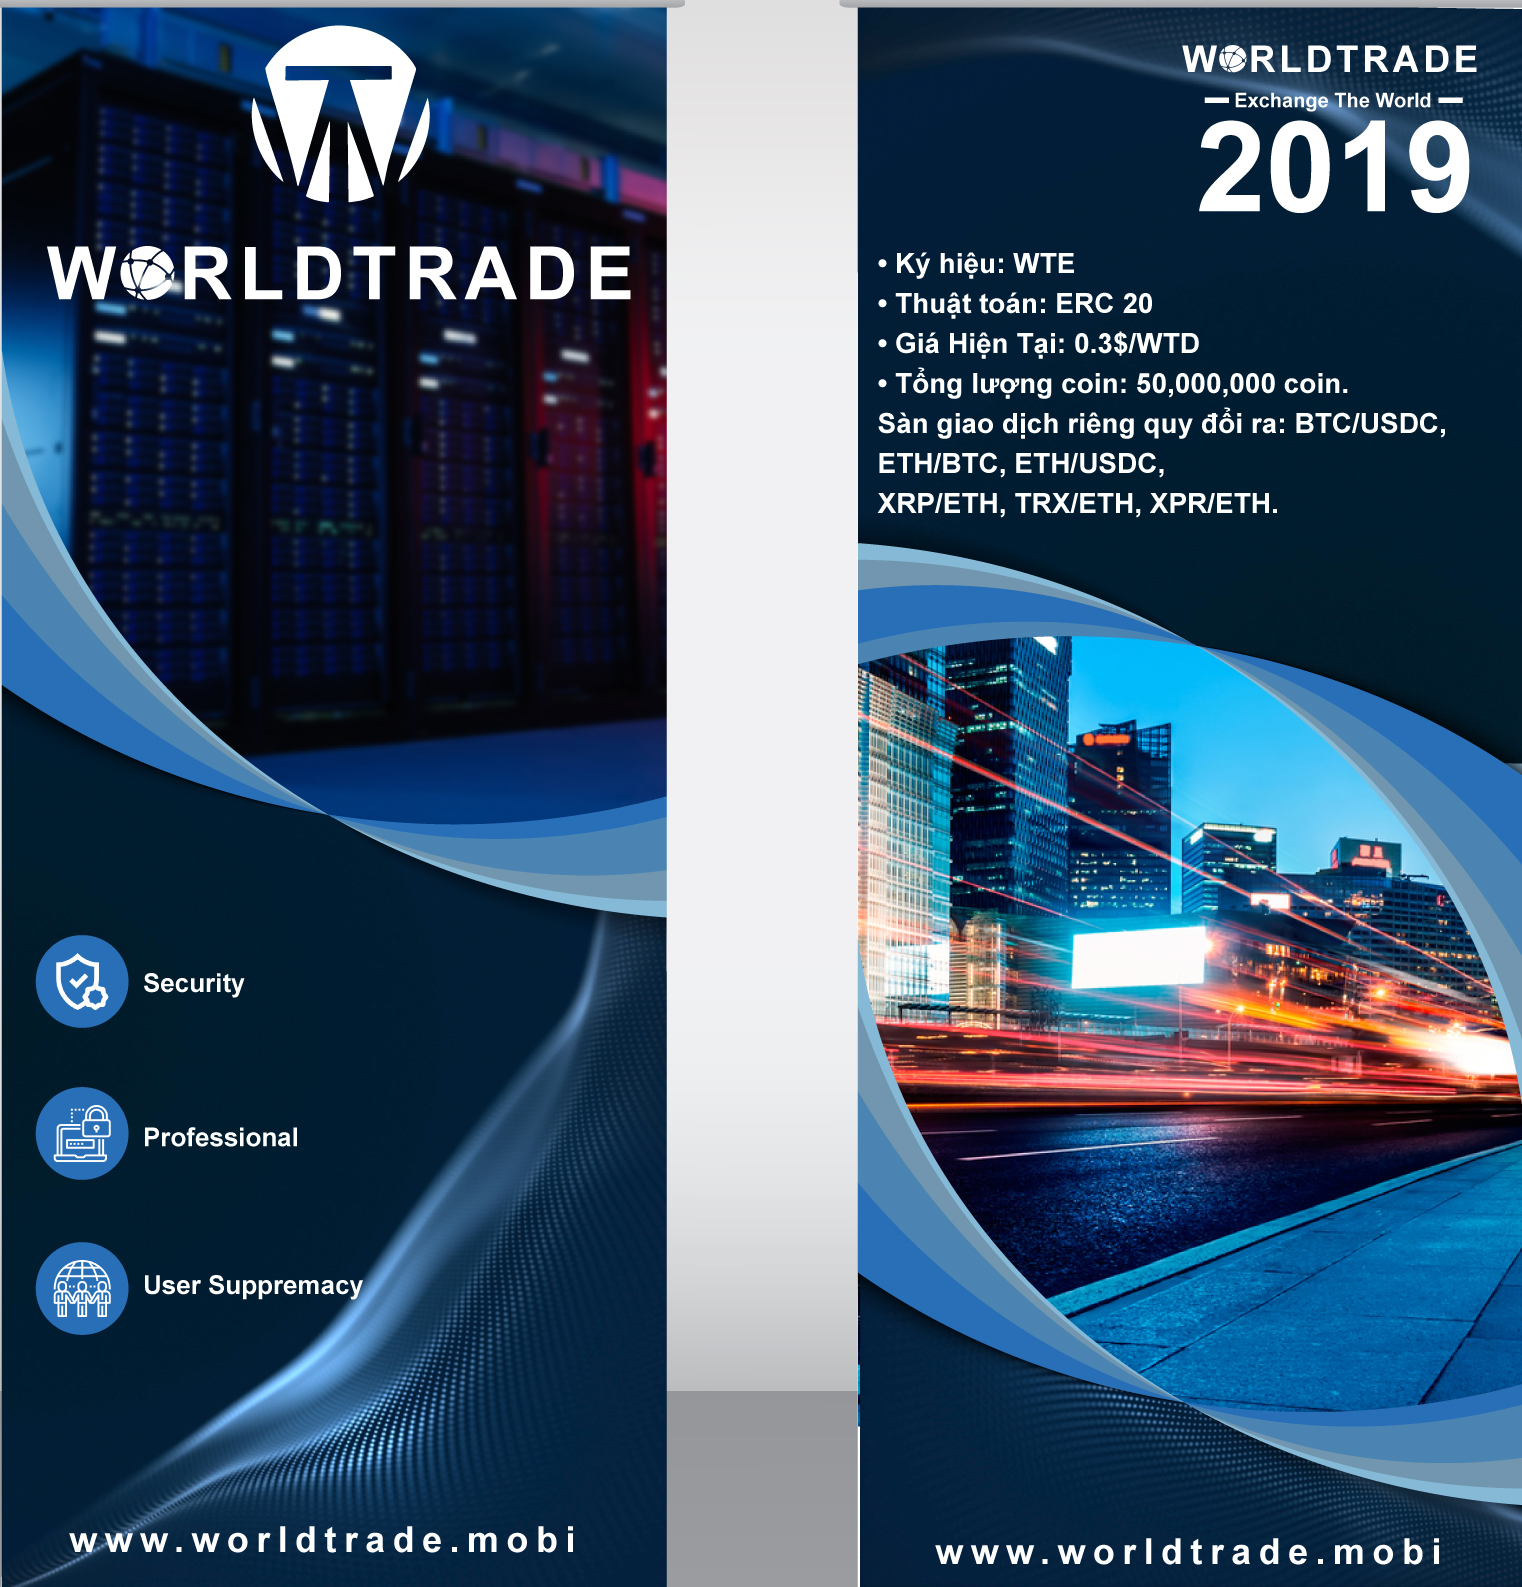 WORLDTRADE
Security
Professional
User Suppremacy
www.worldtrade.mobi
WORLDTRADE
Exchange The World
2019
• Ký hiệu: WTE
• Thuật toán: ERC 20
• Giá Hiện Tại: 0.3$/WTD
• Tổng lượng coin: 50,000,000 coin.
Sàn giao dịch riêng quy đổi ra: BTC/USDC,
ETH/BTC, ETH/USDC,
XRP/ETH, TRX/ETH, XPR/ETH.
www.worldtrade.mobi